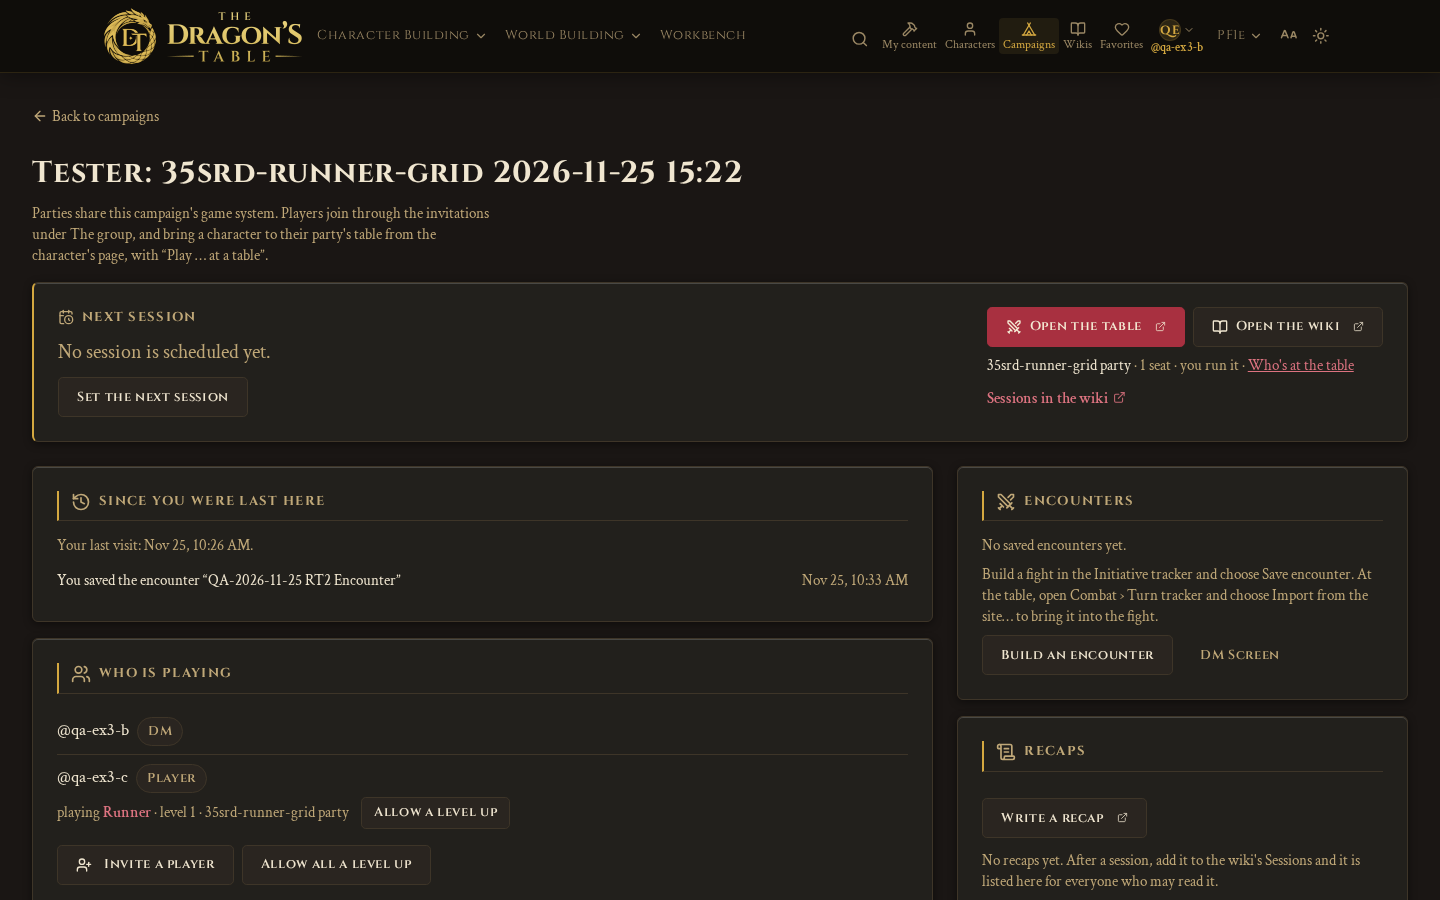 THE
DRAGON'S
TABLE
DT
Character Building
World Building
Workbench
My content
Characters
Campaigns
Wikis
Favorites
QE
@qa-ex3-b
PF1e
AA
Back to campaigns
Tester: 35srd-runner-grid 2026-11-25 15:22
Parties share this campaign's game system. Players join through the invitations
under The group, and bring a character to their party's table from the
character's page, with “Play … at a table”.
Next session
No session is scheduled yet.
Set the next session
Open the table
Open the wiki
35srd-runner-grid party · 1 seat · you run it · Who's at the table
Sessions in the wiki
Since you were last here
Your last visit: Nov 25, 10:26 AM.
You saved the encounter “QA-2026-11-25 RT2 Encounter”
Nov 25, 10:33 AM
Who is playing
@qa-ex3-b DM
@qa-ex3-c Player
playing Runner · level 1 · 35srd-runner-grid party
Allow a level up
Invite a player
Allow all a level up
Encounters
No saved encounters yet.
Build a fight in the Initiative tracker and choose Save encounter. At
the table, open Combat › Turn tracker and choose Import from the
site… to bring it into the fight.
Build an encounter
DM Screen
Recaps
Write a recap
No recaps yet. After a session, add it to the wiki's Sessions and it is
listed here for everyone who may read it.